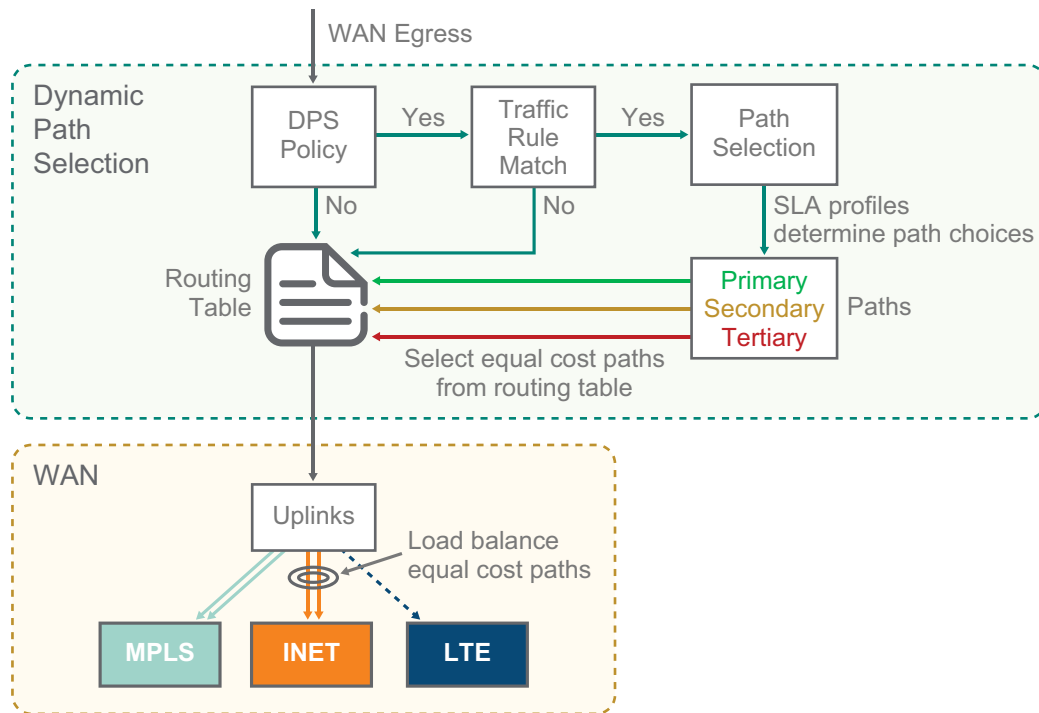 WAN Egress
Dynamic
Path
Selection
DPS
Policy
Yes
Traffic
Rule
Match
Yes
Path
Selection
No
No
SLA profiles
determine path choices
Routing
Table
Primary
Secondary
Tertiary
Paths
Select equal cost paths
from routing table
WAN
Uplinks
Load balance
equal cost paths
MPLS
INET
LTE